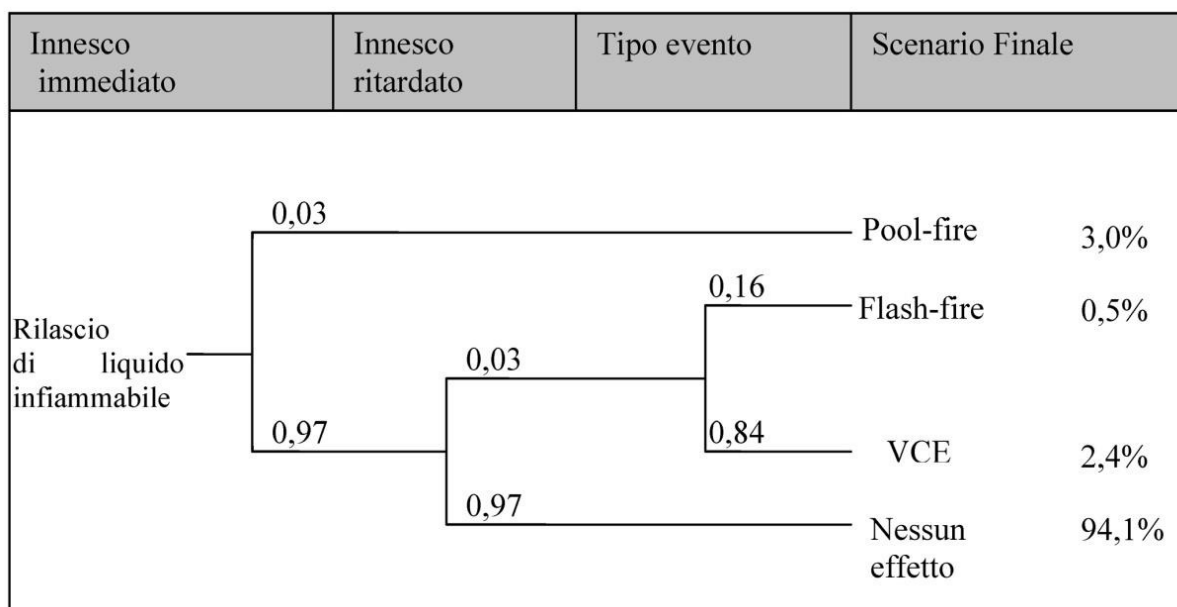 Innesco
immediato
Innesco
ritardato
Tipo evento
Scenario Finale
0,03
Pool-fire
3,0%
0,16
Flash-fire
0,5%
Rilascio
di liquido
infiammabile
0,03
0,97
0,84
VCE
2,4%
0,97
Nessun
effetto
94,1%